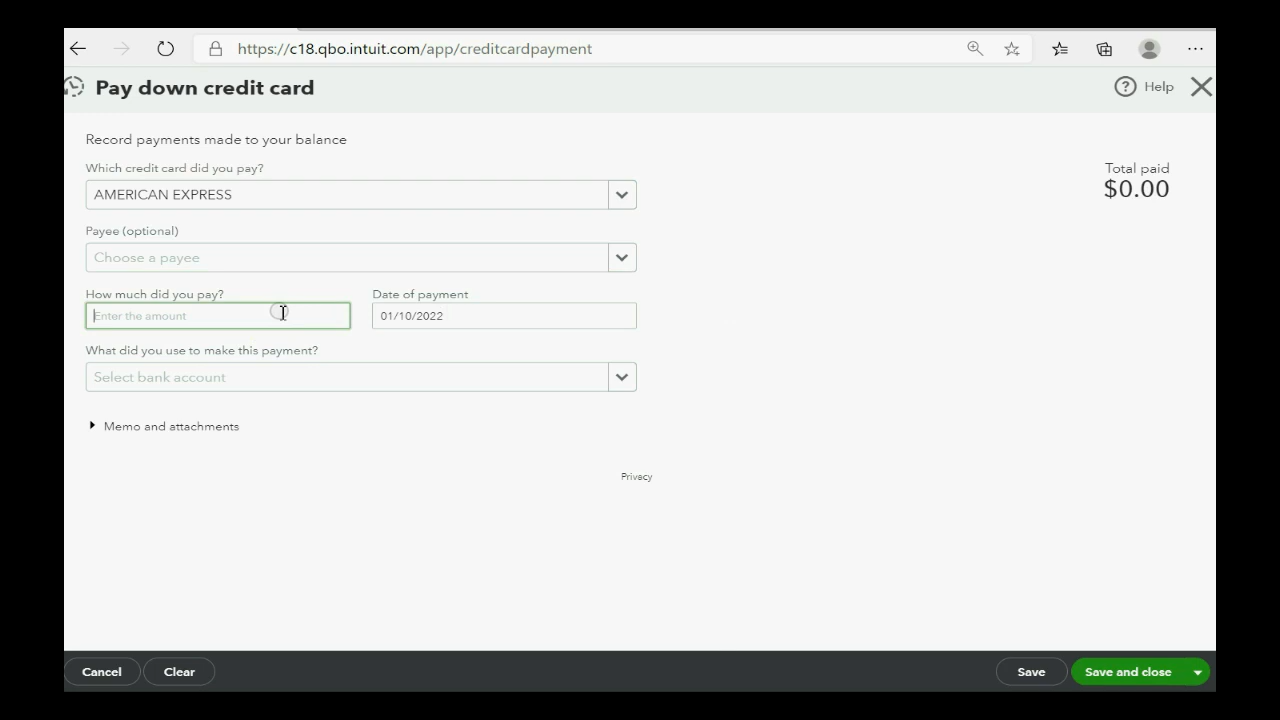 https://c18.qbo.intuit.com/app/creditcardpayment
Pay down credit card
Help
Record payments made to your balance
Which credit card did you pay?
AMERICAN EXPRESS
Total paid
$0.00
Payee (optional)
Choose a payee
How much did you pay?
Date of payment
Enter the amount
01/10/2022
What did you use to make this payment?
Select bank account
Memo and attachments
Privacy
Cancel
Clear
Save
Save and close